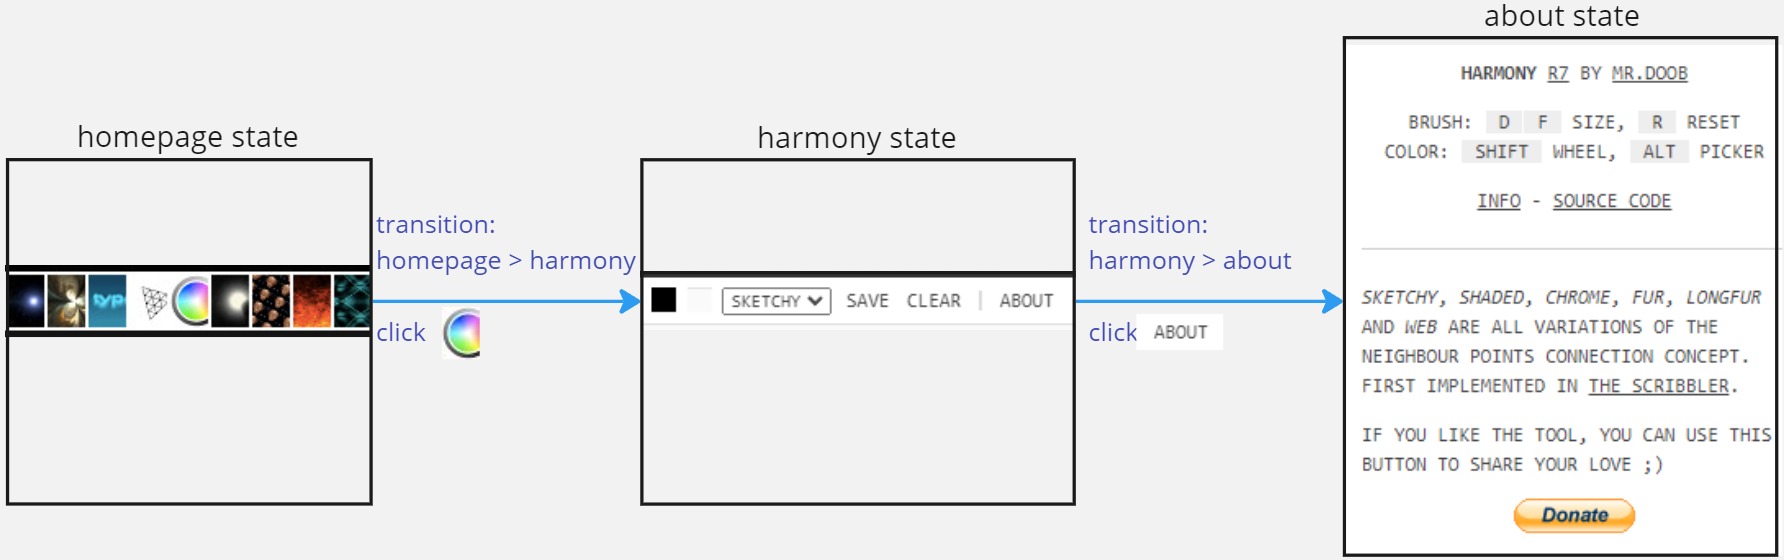 homepage state
typ
transition:
homepage > harmony
click
harmony state
SKETCHY SAVE CLEAR | ABOUT
transition:
harmony > about
click ABOUT
about state
HARMONY R7 BY MR.DOOB
BRUSH: D F SIZE, R RESET
COLOR: SHIFT WHEEL, ALT PICKER
INFO - SOURCE CODE
SKETCHY, SHADED, CHROME, FUR, LONGFUR
AND WEB ARE ALL VARIATIONS OF THE
NEIGHBOUR POINTS CONNECTION CONCEPT.
FIRST IMPLEMENTED IN THE SCRIBBLER.
IF YOU LIKE THE TOOL, YOU CAN USE THIS
BUTTON TO SHARE YOUR LOVE ;)
Donate